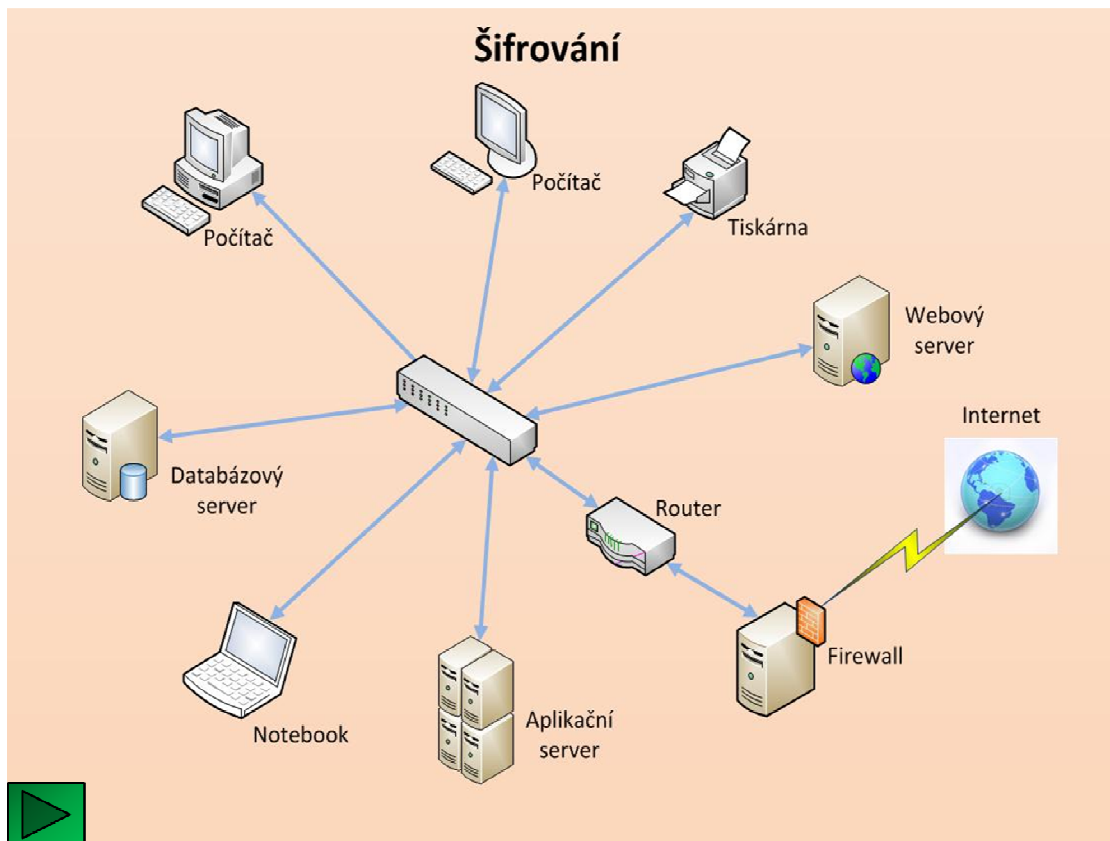 Šifrování
Počítač
Počítač
Tiskárna
Webový
server
Internet
Databázový
server
Router
Firewall
Notebook
Aplikační
server